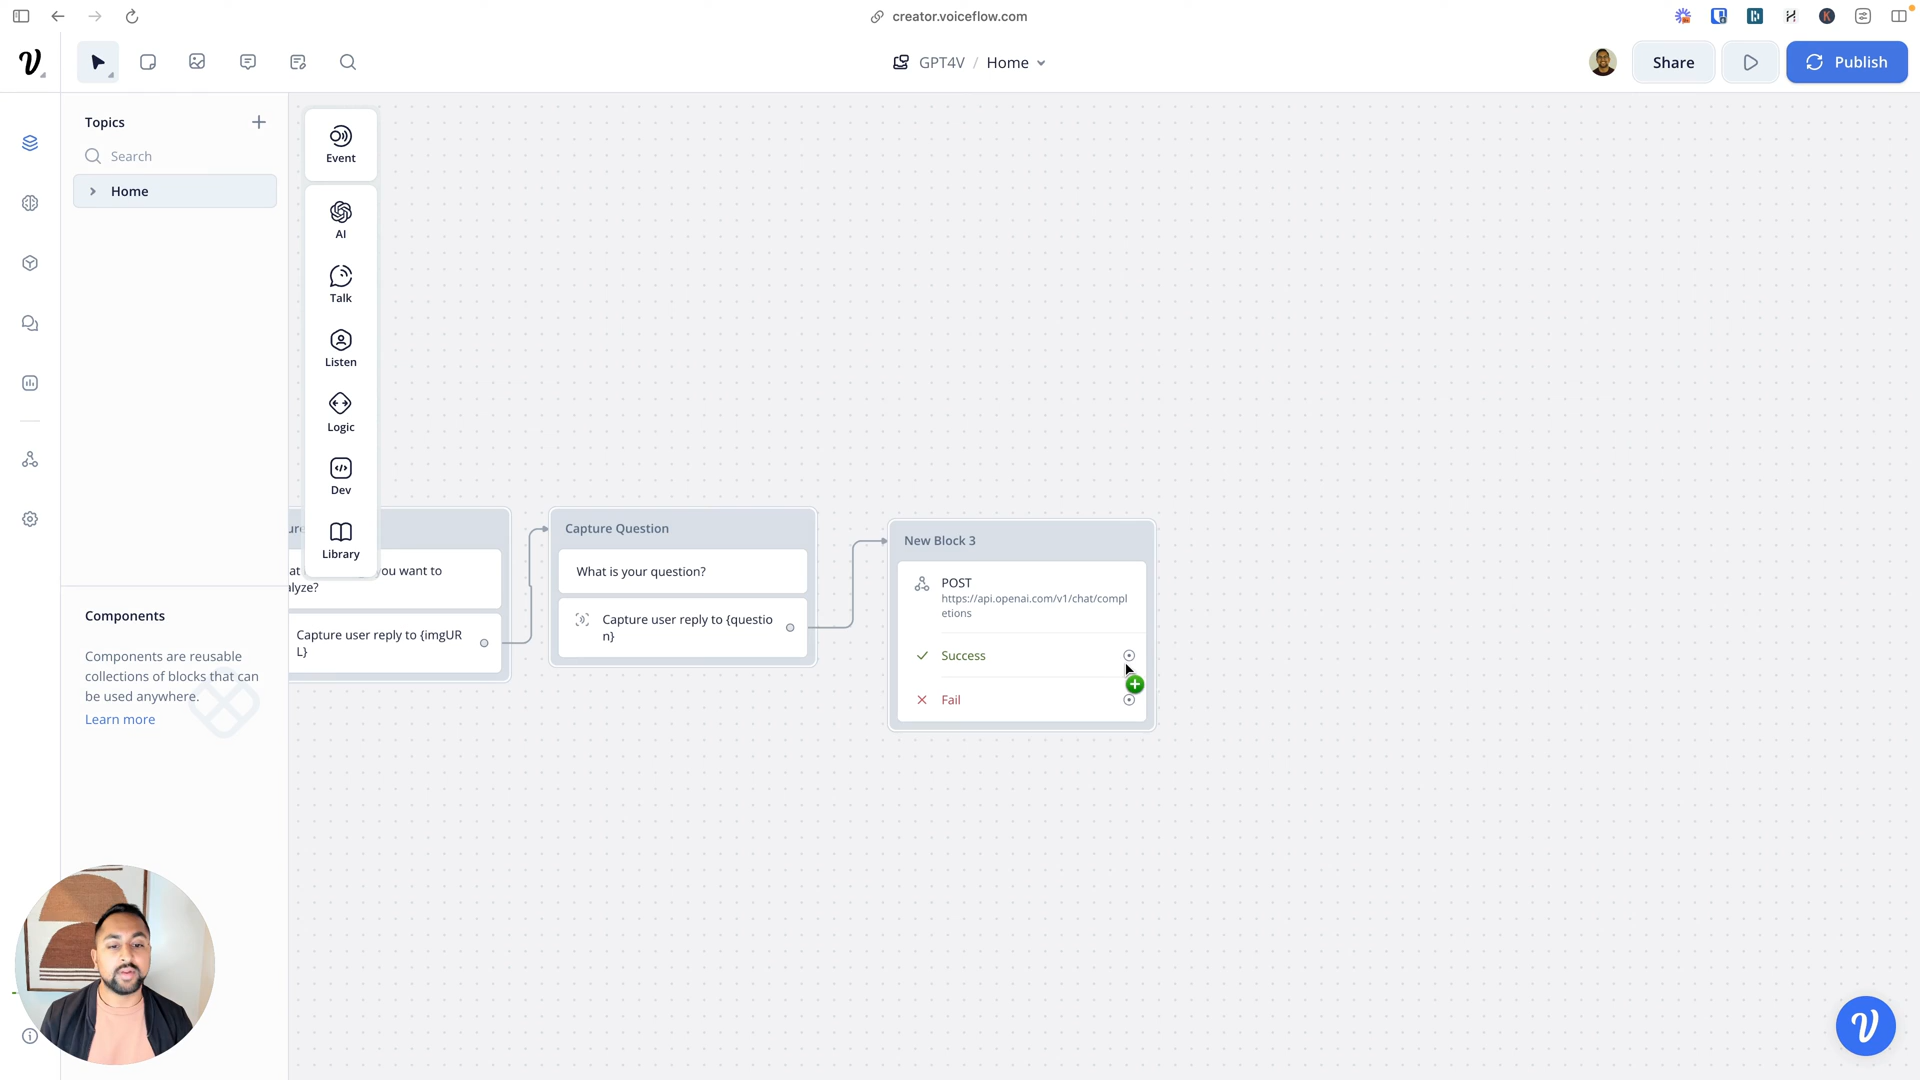 creator.voiceflow.com
GPT4V / Home
Share
Publish
Topics
Search
Home
Event
AI
Talk
Listen
Logic
Dev
Library
you want to
alyze?
Capture user reply to {imgUR
L}
Capture Question
What is your question?
Capture user reply to {questio
n}
New Block 3
POST
https://api.openai.com/v1/chat/compl
etions
Success
Fail
Components
Components are reusable
collections of blocks that can
be used anywhere.
Learn more